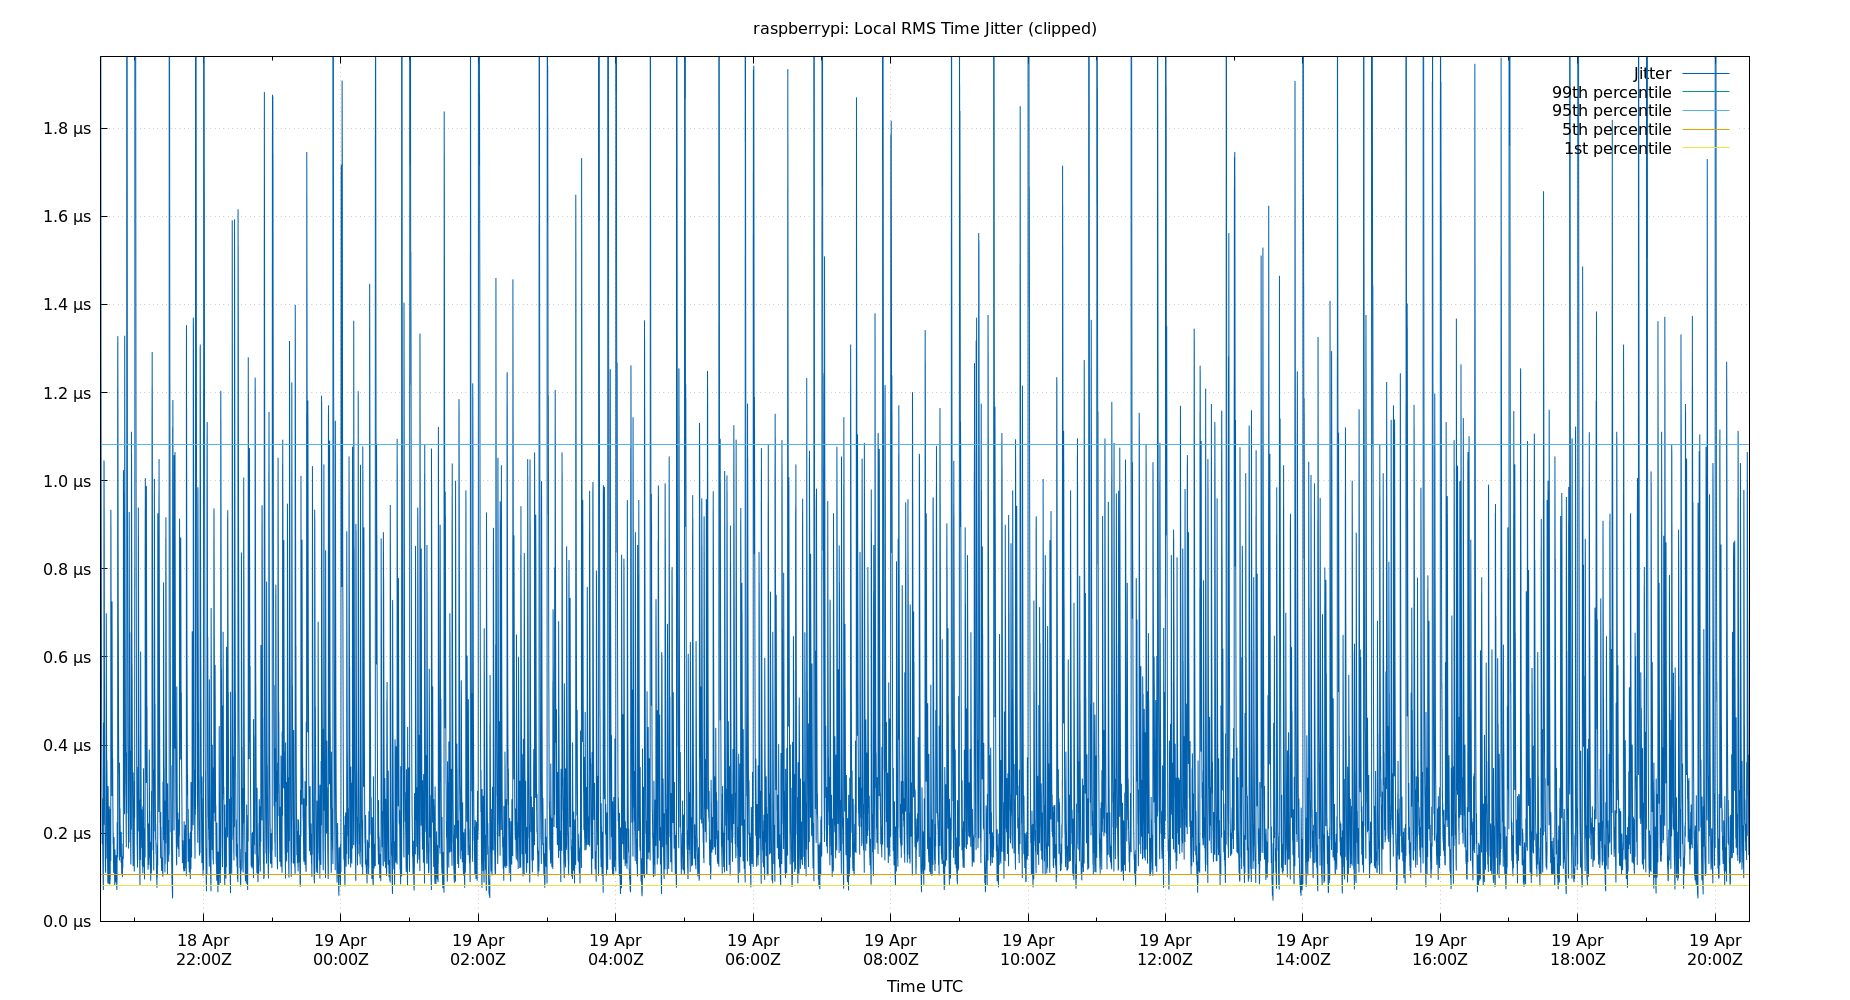 raspberrypi: Local RMS Time Jitter (clipped)
Jitter
99th percentile
95th percentile
5th percentile
1st percentile
1.8 µs
1.6 µs
1.4 µs
1.2 µs
1.0 µs
0.8 µs
0.6 µs
0.4 µs
0.2 µs
0.0 µs
18 Apr 19 Apr 19 Apr 19 Apr 19 Apr 19 Apr 19 Apr 19 Apr 19 Apr 19 Apr 19 Apr 19 Apr
22:00Z 00:00Z 02:00Z 04:00Z 06:00Z 08:00Z 10:00Z 12:00Z 14:00Z 16:00Z 18:00Z 20:00Z
Time UTC